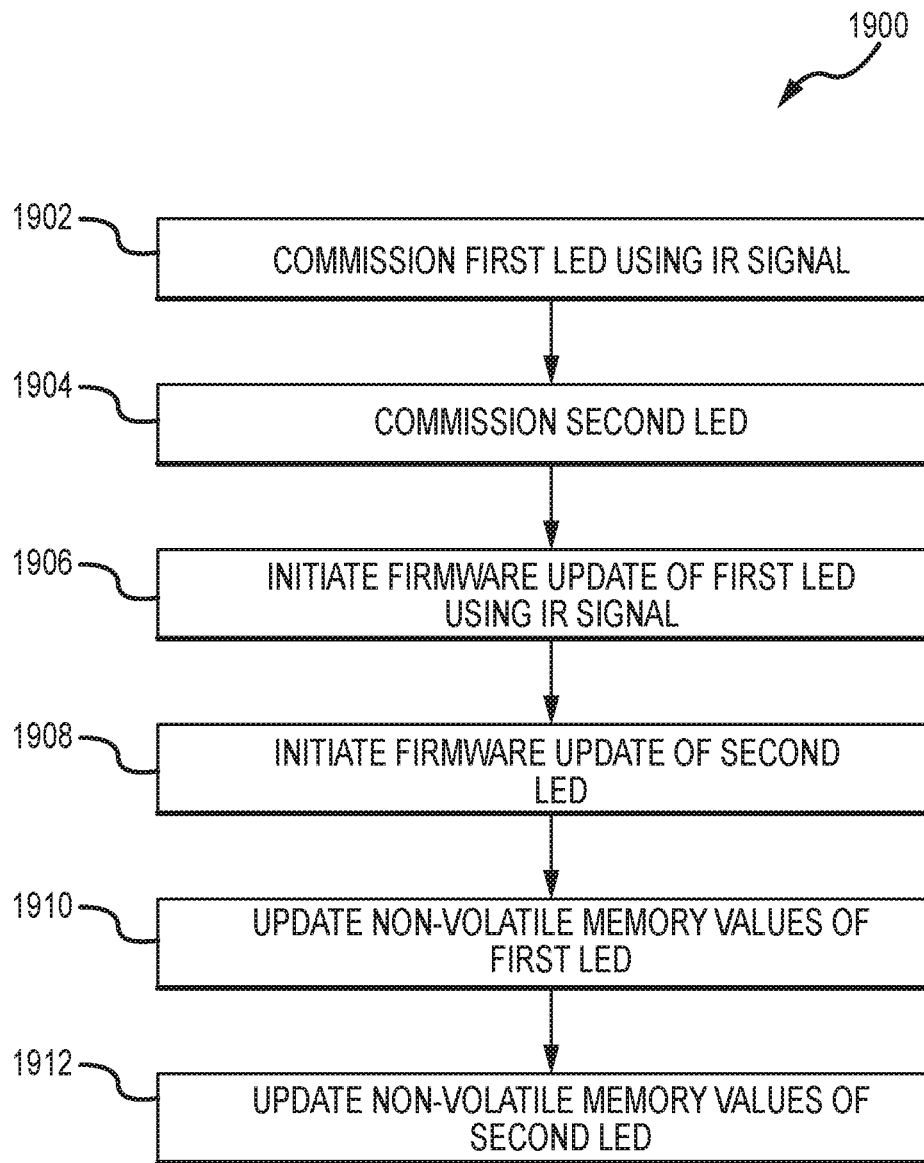 1900
1902
COMMISSION FIRST LED USING IR SIGNAL
1904
COMMISSION SECOND LED
1906
INITIATE FIRMWARE UPDATE OF FIRST LED
USING IR SIGNAL
1908
INITIATE FIRMWARE UPDATE OF SECOND
LED
1910
UPDATE NON-VOLATILE MEMORY VALUES OF
FIRST LED
1912
UPDATE NON-VOLATILE MEMORY VALUES OF
SECOND LED